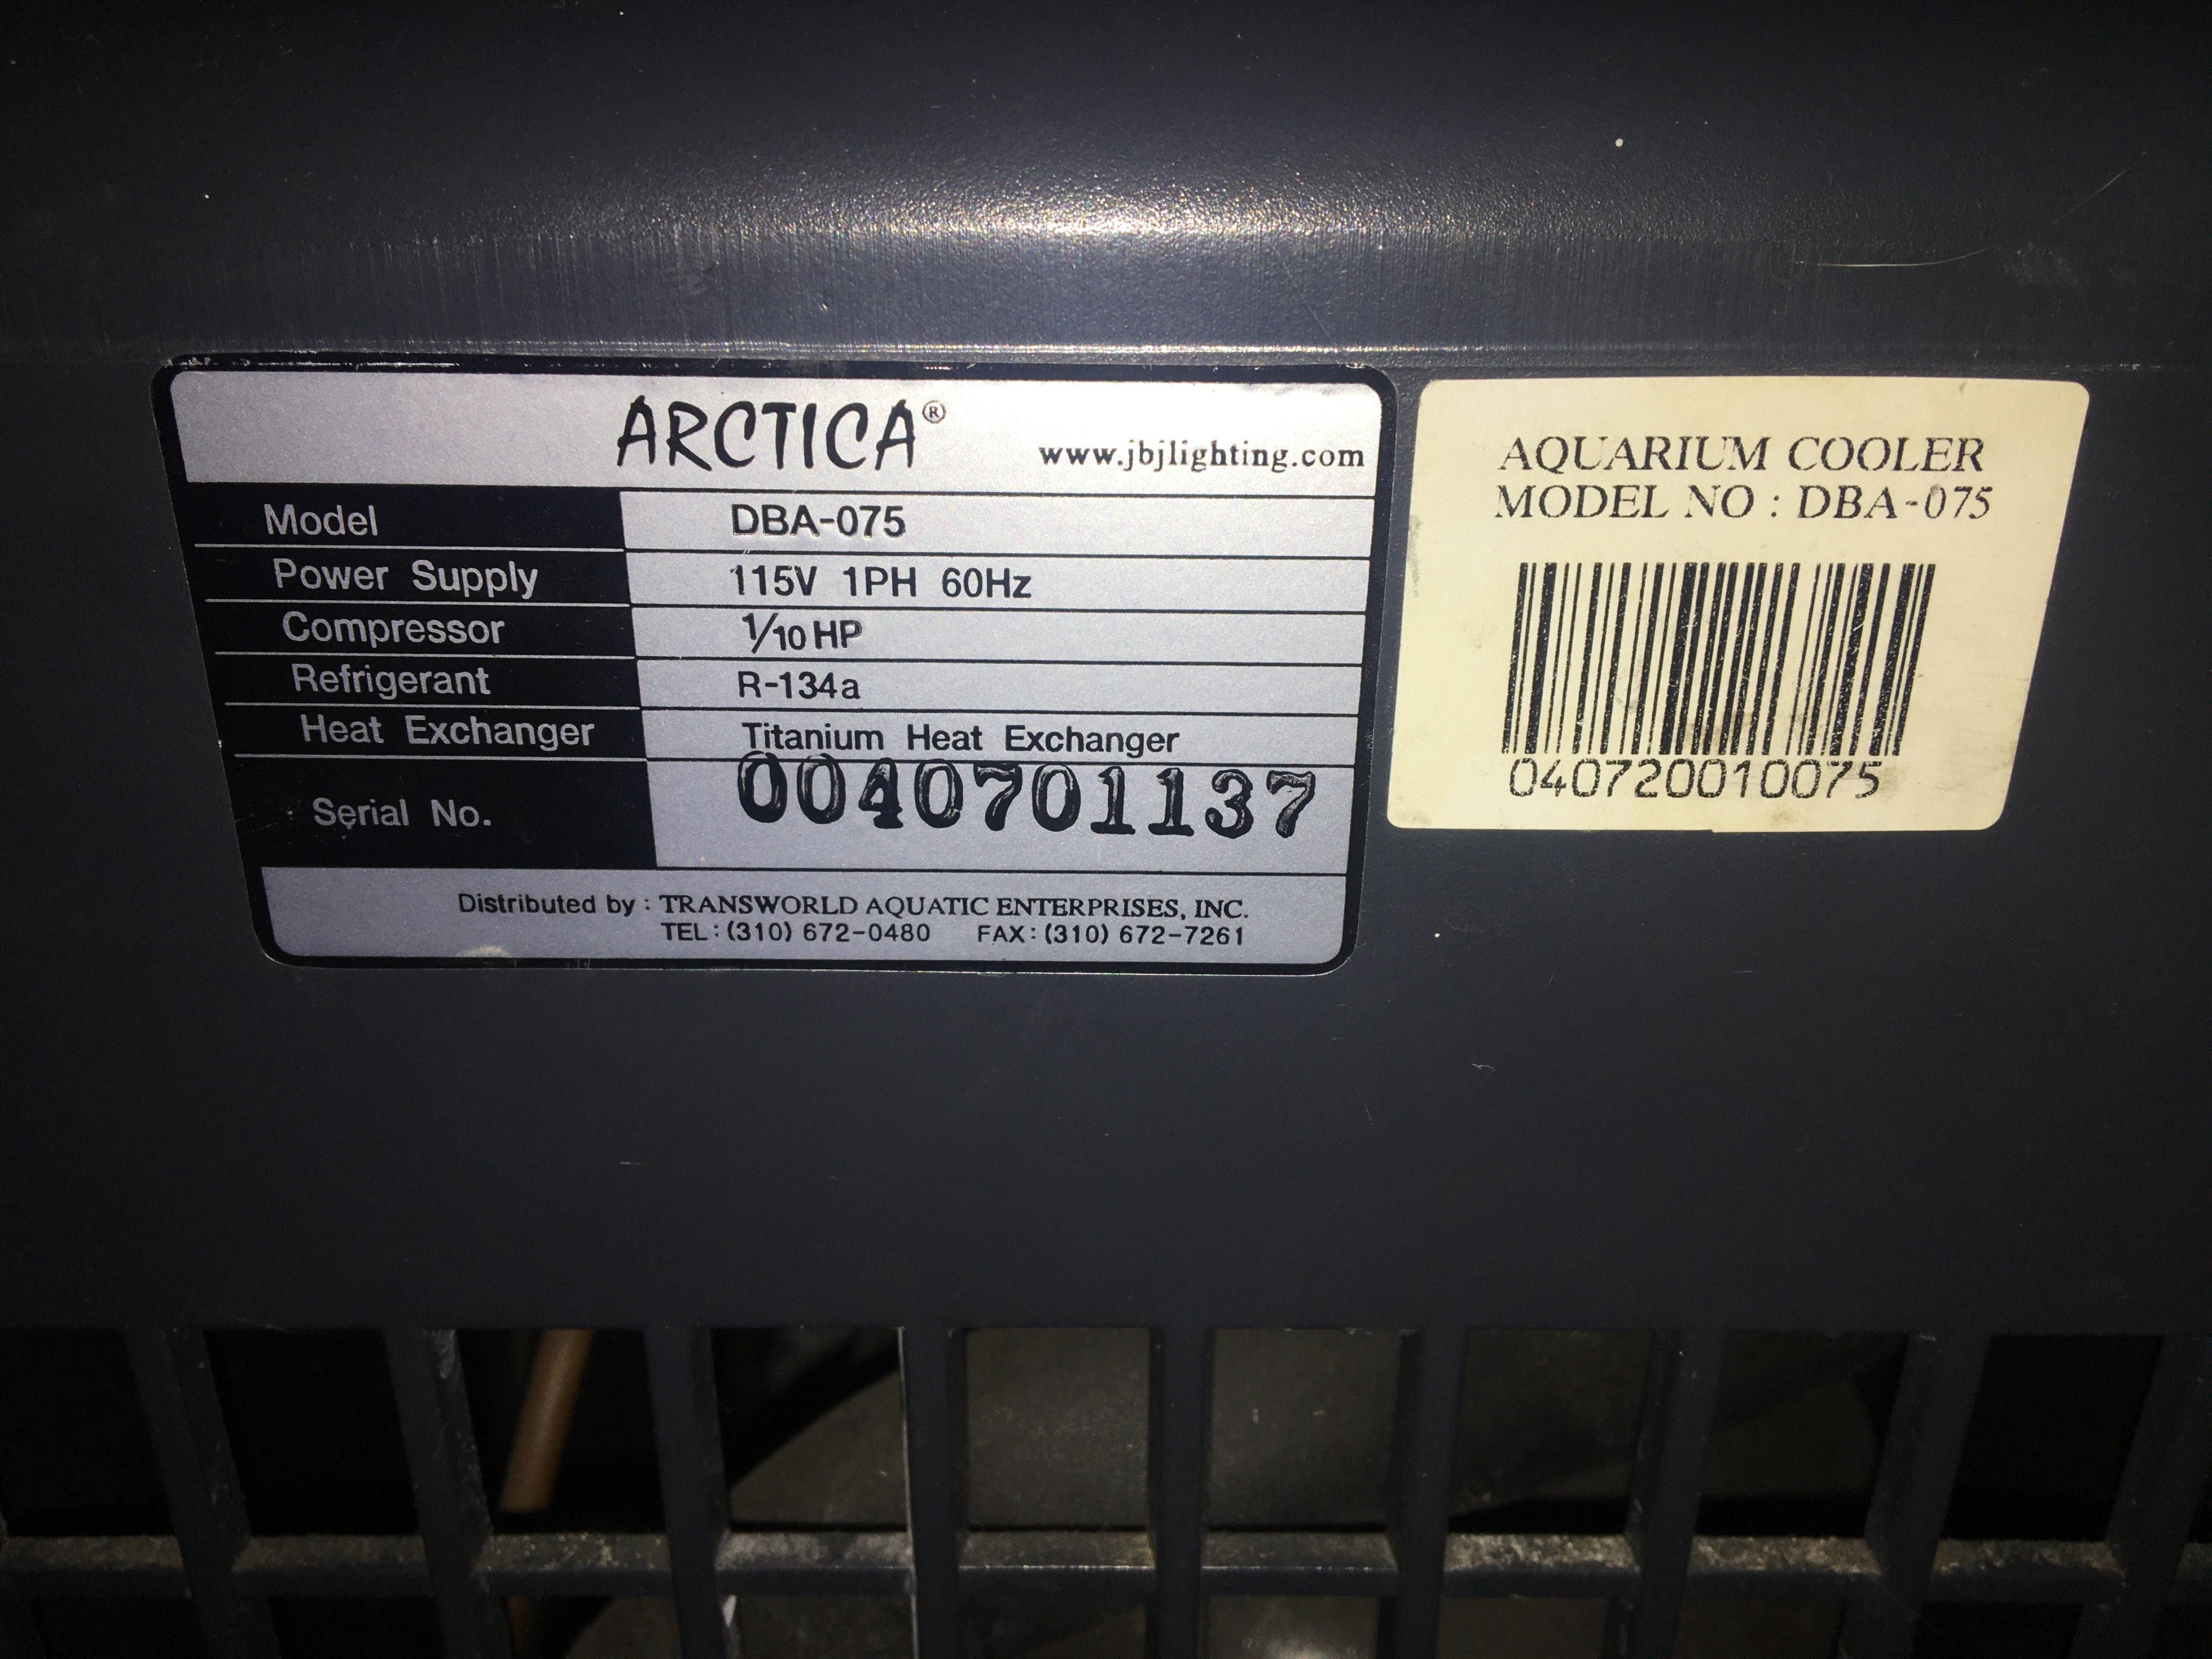 ARCTICA®
www.jbjlighting.com
Model DBA-075
Power Supply 115V 1PH 60Hz
Compressor 1/10 HP
Refrigerant R-134a
Heat Exchanger Titanium Heat Exchanger
Serial No. 0040701137
Distributed by : TRANSWORLD AQUATIC ENTERPRISES, INC.
TEL : (310) 672-0480 FAX : (310) 672-7261
AQUARIUM COOLER
MODEL NO : DBA-075
040720010075